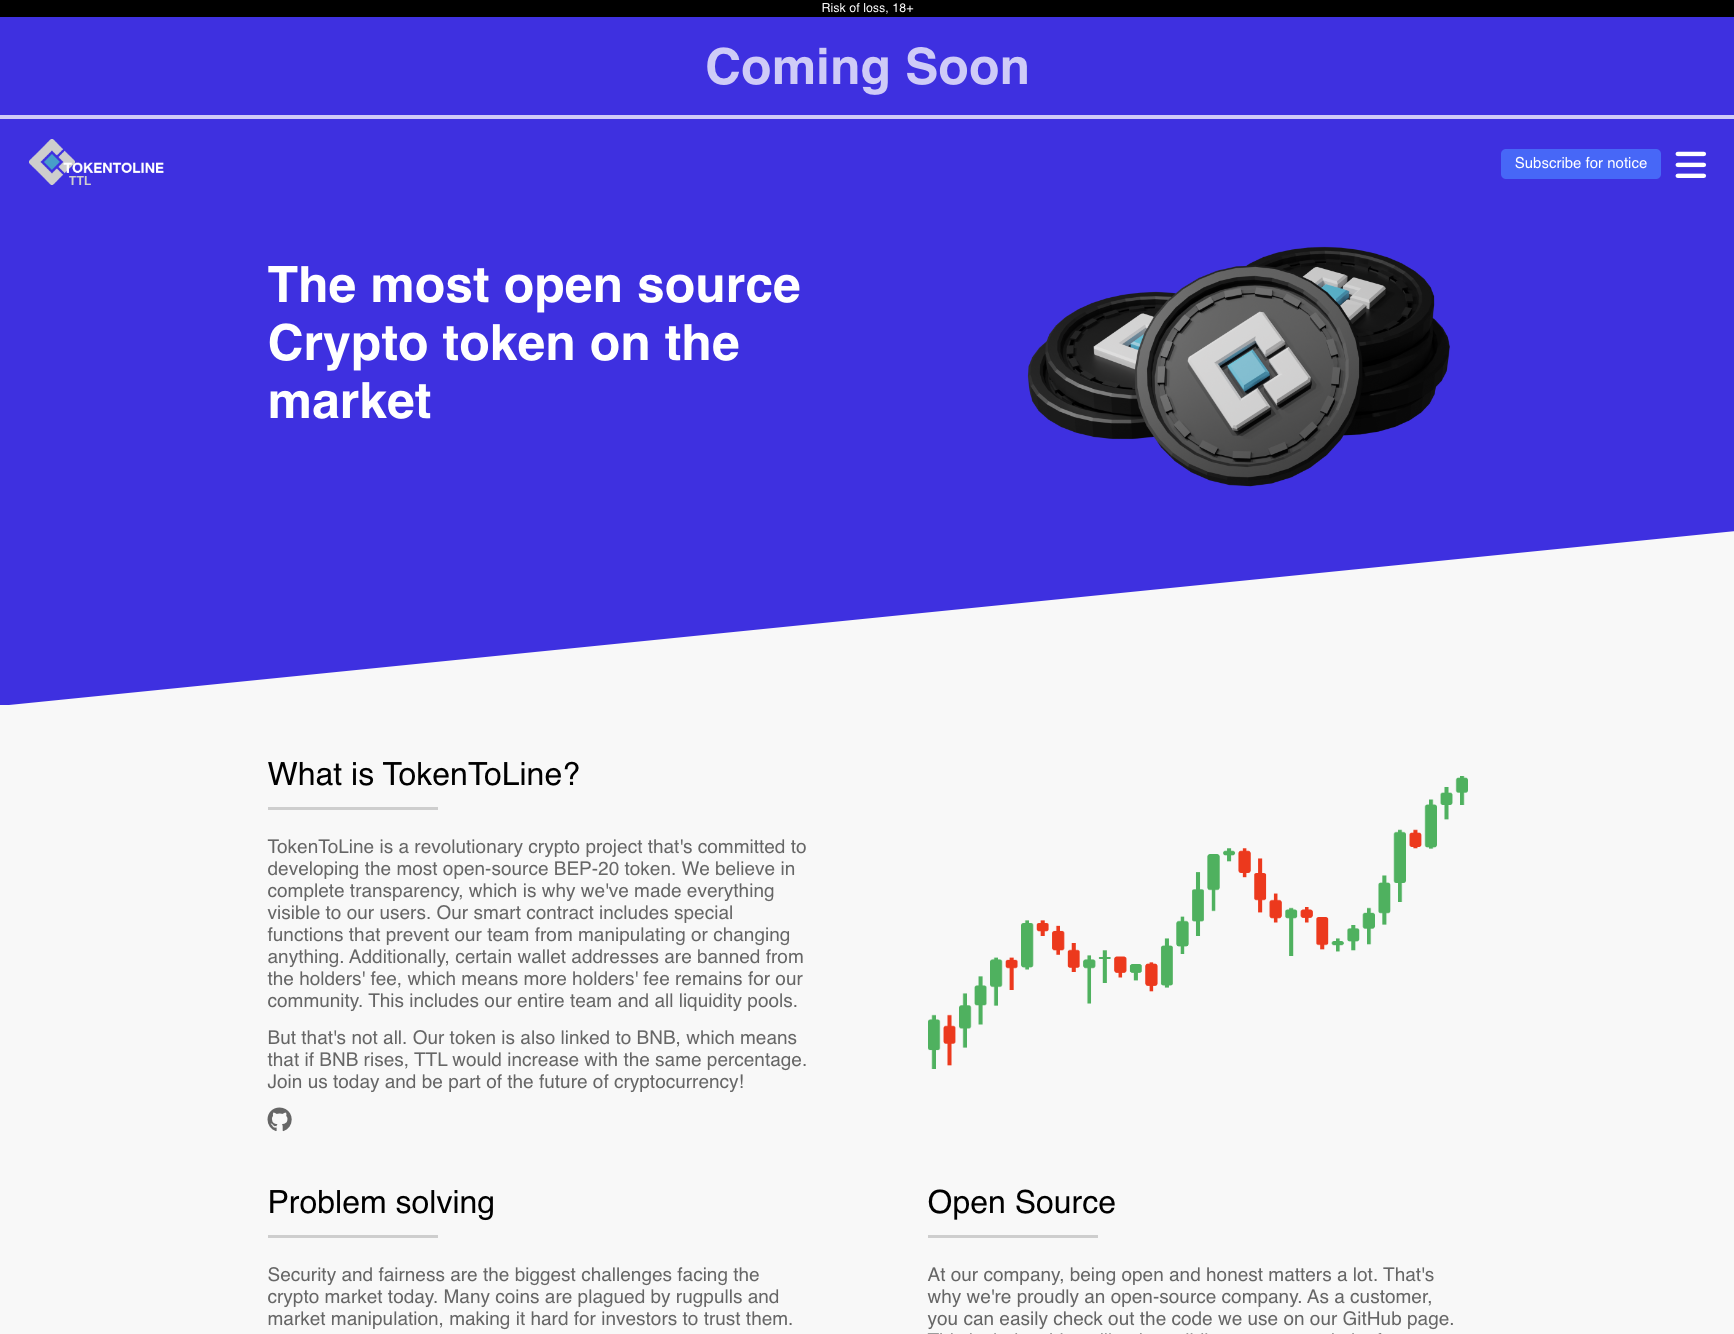 Risk of loss, 18+
Coming Soon
TOKENTOLINE
TTL
Subscribe for notice
The most open source
Crypto token on the
market
What is TokenToLine?
TokenToLine is a revolutionary crypto project that's committed to
developing the most open-source BEP-20 token. We believe in
complete transparency, which is why we've made everything
visible to our users. Our smart contract includes special
functions that prevent our team from manipulating or changing
anything. Additionally, certain wallet addresses are banned from
the holders' fee, which means more holders' fee remains for our
community. This includes our entire team and all liquidity pools.
But that's not all. Our token is also linked to BNB, which means
that if BNB rises, TTL would increase with the same percentage.
Join us today and be part of the future of cryptocurrency!
Problem solving
Security and fairness are the biggest challenges facing the
crypto market today. Many coins are plagued by rugpulls and
market manipulation, making it hard for investors to trust them.
Open Source
At our company, being open and honest matters a lot. That's
why we're proudly an open-source company. As a customer,
you can easily check out the code we use on our GitHub page.